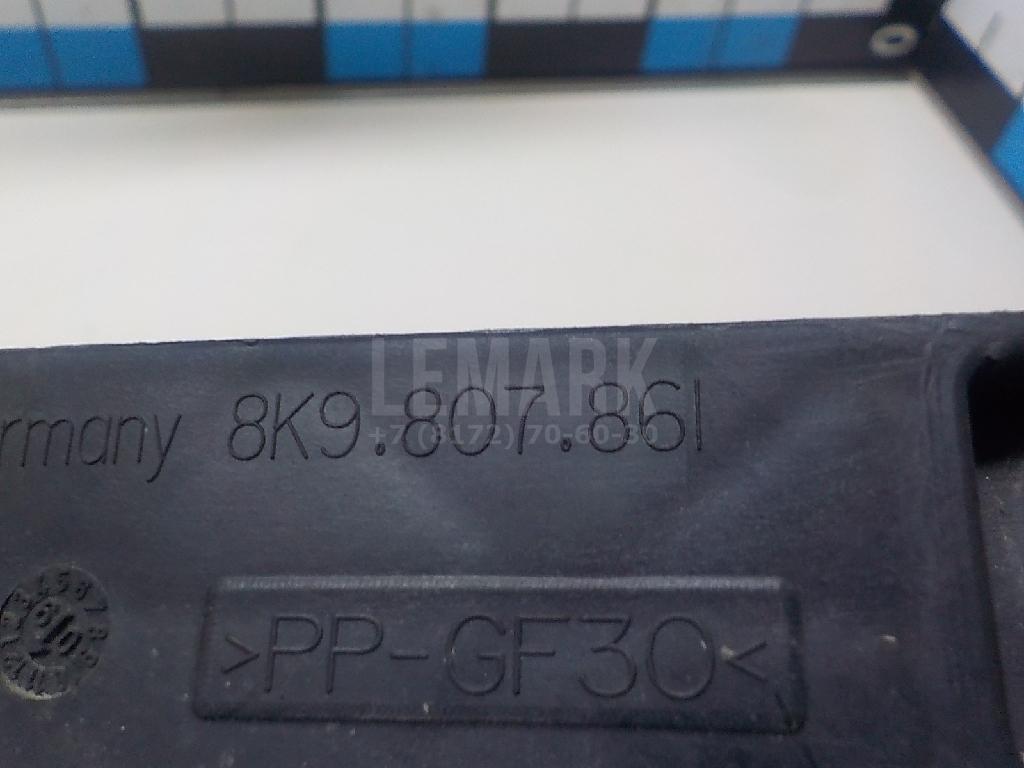 LEMARK
+7 (8172) 70-60-30
rmany 8K9.807.861
>PP-GF30<